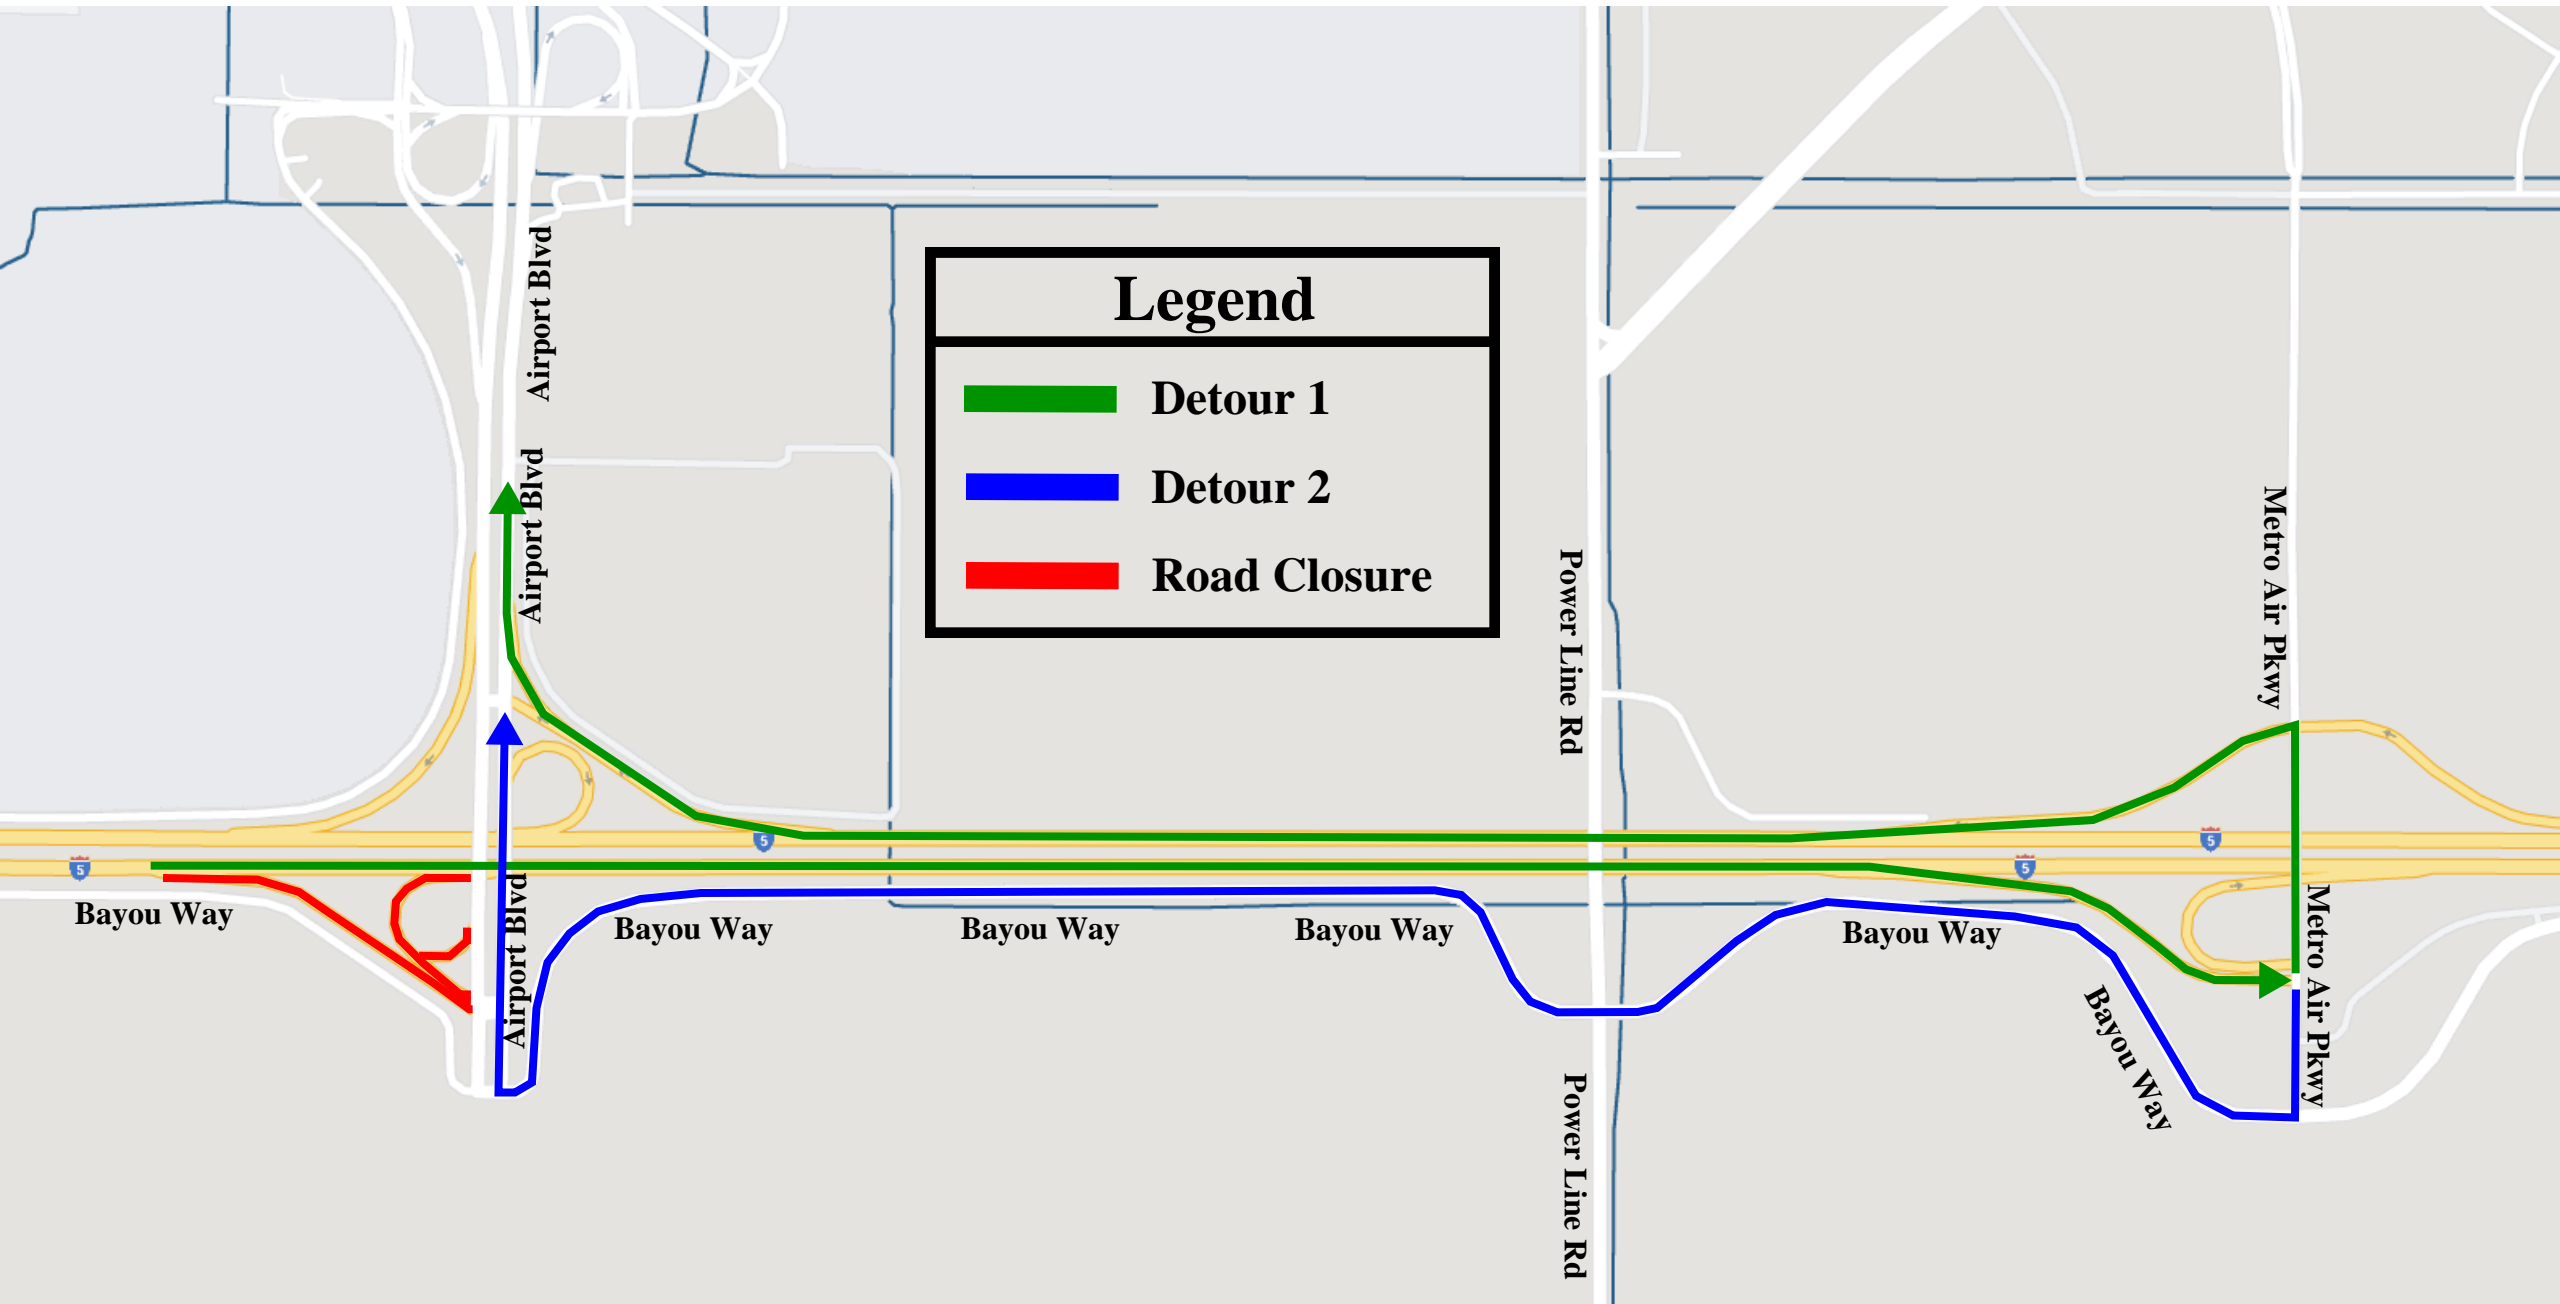 Airport Blvd
Legend
Detour 1
Detour 2
Road Closure
Airport Blvd
Metro Air Pkwy
Power Line Rd
5
5
5
5
Airport Blvd
Bayou Way
Bayou Way
Bayou Way
Bayou Way
Bayou Way
Metro Air Pkwy
Bayou Way
Power Line Rd